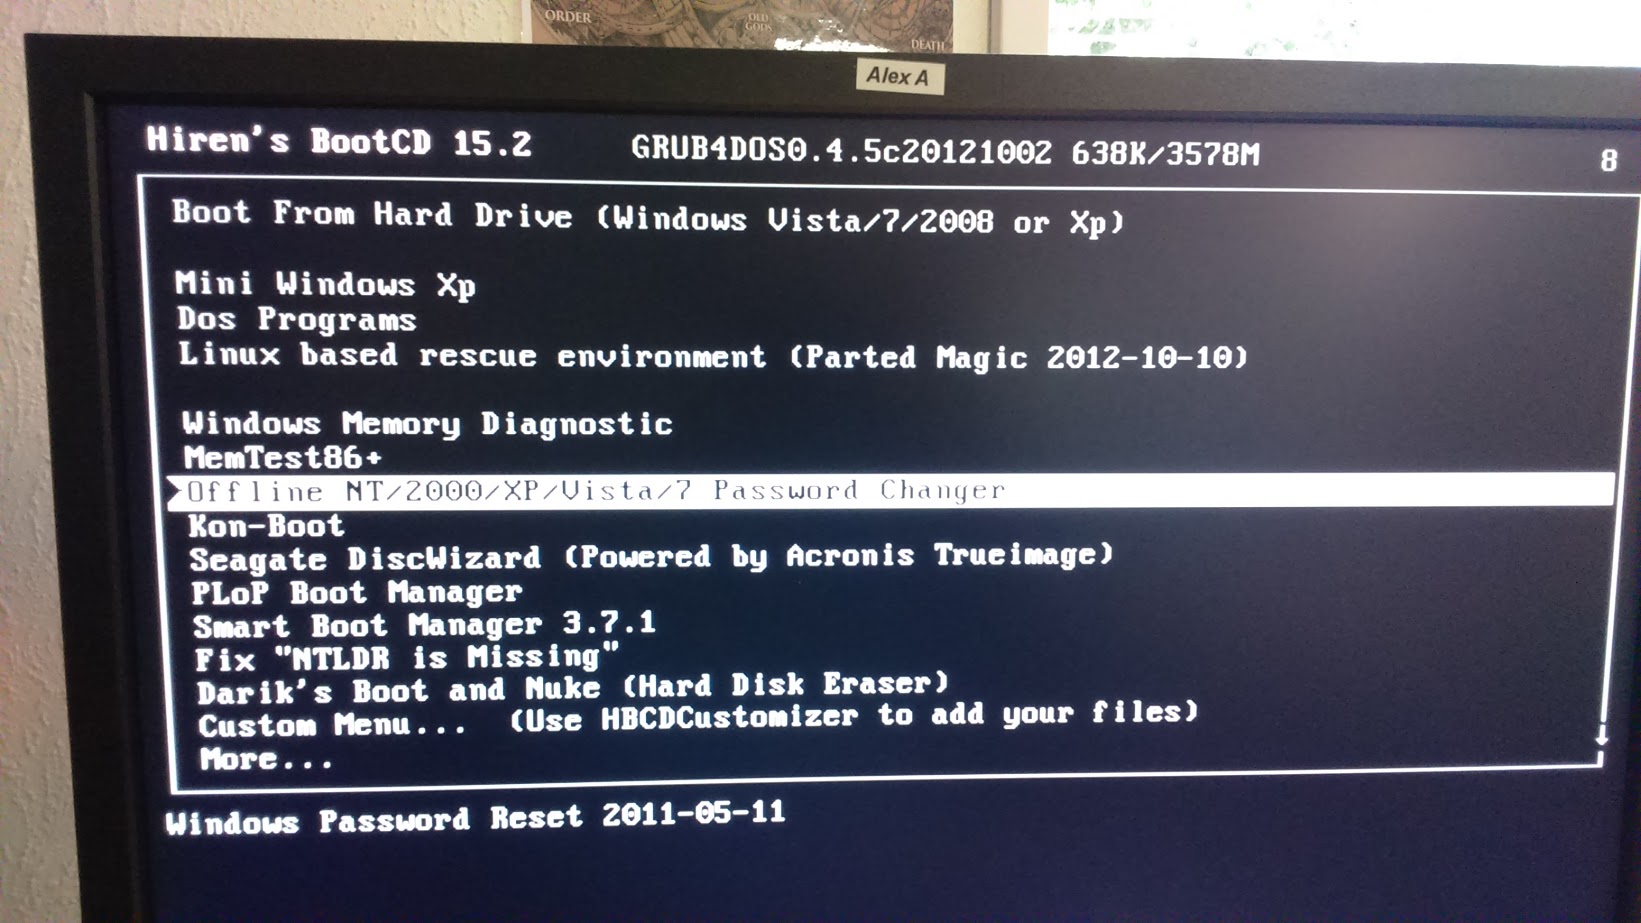 ORDER
OLD
GODS
DEATH
Alex A
Hiren's BootCD 15.2 GRUB4DOS0.4.5c20121002 638K/3578M 8
Boot From Hard Drive (Windows Vista/7/2008 or Xp)
Mini Windows Xp
Dos Programs
Linux based rescue environment (Parted Magic 2012-10-10)
Windows Memory Diagnostic
MemTest86+
Offline NT/2000/XP/Vista/7 Password Changer
Kon-Boot
Seagate DiscWizard (Powered by Acronis Trueimage)
PLoP Boot Manager
Smart Boot Manager 3.7.1
Fix "NTLDR is Missing"
Darik's Boot and Nuke (Hard Disk Eraser)
Custom Menu... (Use HBCDCustomizer to add your files)
More...
Windows Password Reset 2011-05-11